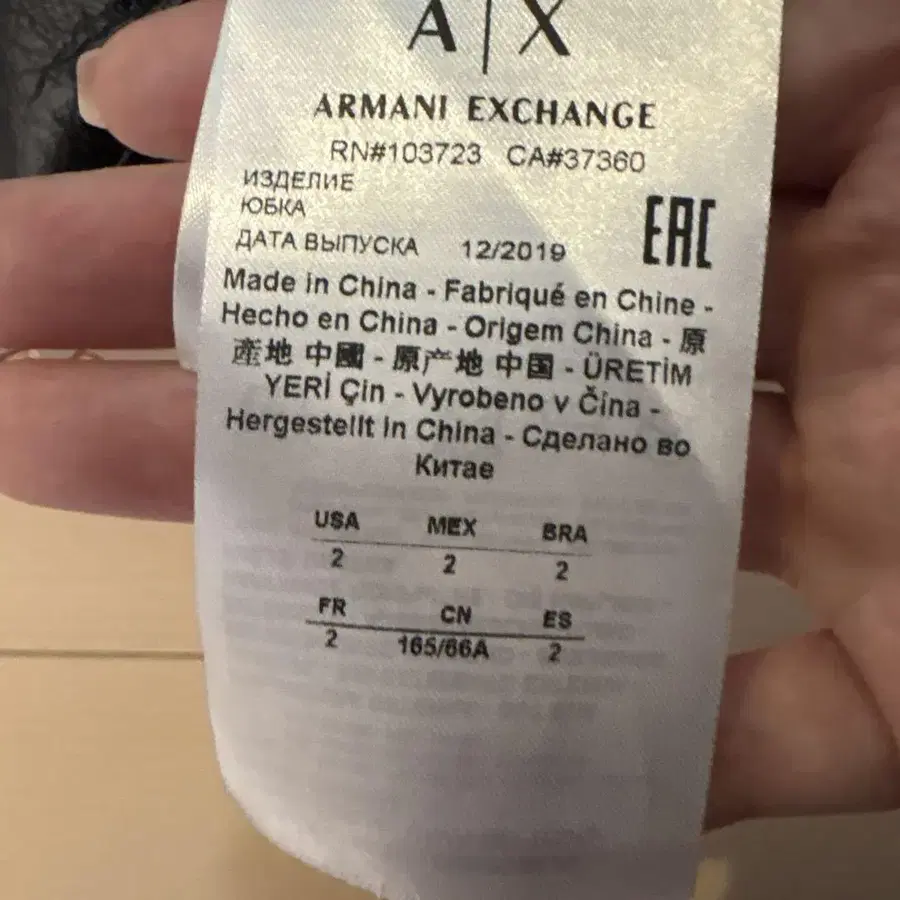 A|X
ARMANI EXCHANGE
RN#103723 CA#37360
ИЗДЕЛИЕ
ЮБКА
EAC
ДАТА ВЫПУСКА 12/2019
Made in China - Fabriqué en Chine -
Hecho en China - Origem China - 原
產地 中國 - 原产地 中国 - ÜRETİM
YERİ Çin - Vyrobeno v Čína -
Hergestellt in China - Сделано во
Китае
USA MEX BRA
2 2 2
FR CN ES
2 165/66A 2